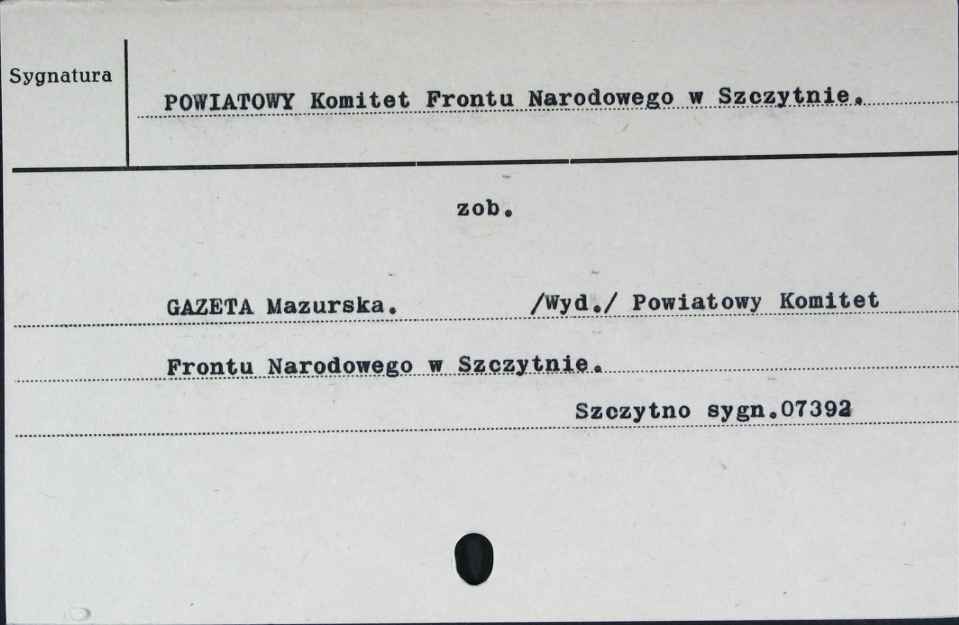 Sygnatura
POWIATOWY Komitet Frontu Narodowego w Szczytnie.
zob.
GAZETA Mazurska. /Wyd./ Powiatowy Komitet
Frontu Narodowego w Szczytnie.
Szczytno sygn.07392